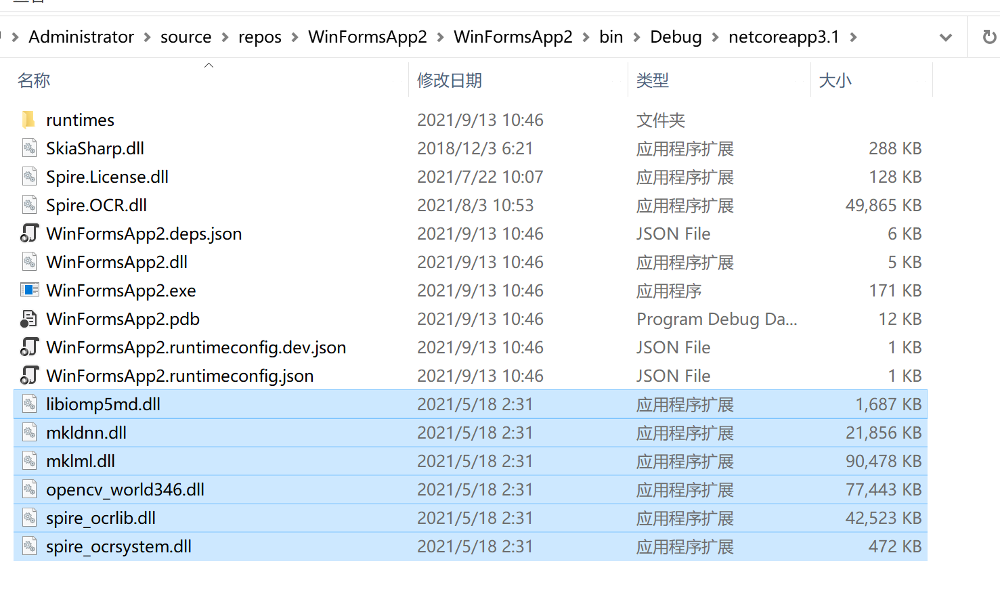 Administrator source repos WinFormsApp2 WinFormsApp2 bin Debug netcoreapp3.1
名称 修改日期 类型 大小
runtimes 2021/9/13 10:46 文件夹
SkiaSharp.dll 2018/12/3 6:21 应用程序扩展 288 KB
Spire.License.dll 2021/7/22 10:07 应用程序扩展 128 KB
Spire.OCR.dll 2021/8/3 10:53 应用程序扩展 49,865 KB
WinFormsApp2.deps.json 2021/9/13 10:46 JSON File 6 KB
WinFormsApp2.dll 2021/9/13 10:46 应用程序扩展 5 KB
WinFormsApp2.exe 2021/9/13 10:46 应用程序 171 KB
WinFormsApp2.pdb 2021/9/13 10:46 Program Debug Da... 12 KB
WinFormsApp2.runtimeconfig.dev.json 2021/9/13 10:46 JSON File 1 KB
WinFormsApp2.runtimeconfig.json 2021/9/13 10:46 JSON File 1 KB
libiomp5md.dll 2021/5/18 2:31 应用程序扩展 1,687 KB
mkldnn.dll 2021/5/18 2:31 应用程序扩展 21,856 KB
mklml.dll 2021/5/18 2:31 应用程序扩展 90,478 KB
opencv_world346.dll 2021/5/18 2:31 应用程序扩展 77,443 KB
spire_ocrlib.dll 2021/5/18 2:31 应用程序扩展 42,523 KB
spire_ocrsystem.dll 2021/5/18 2:31 应用程序扩展 472 KB